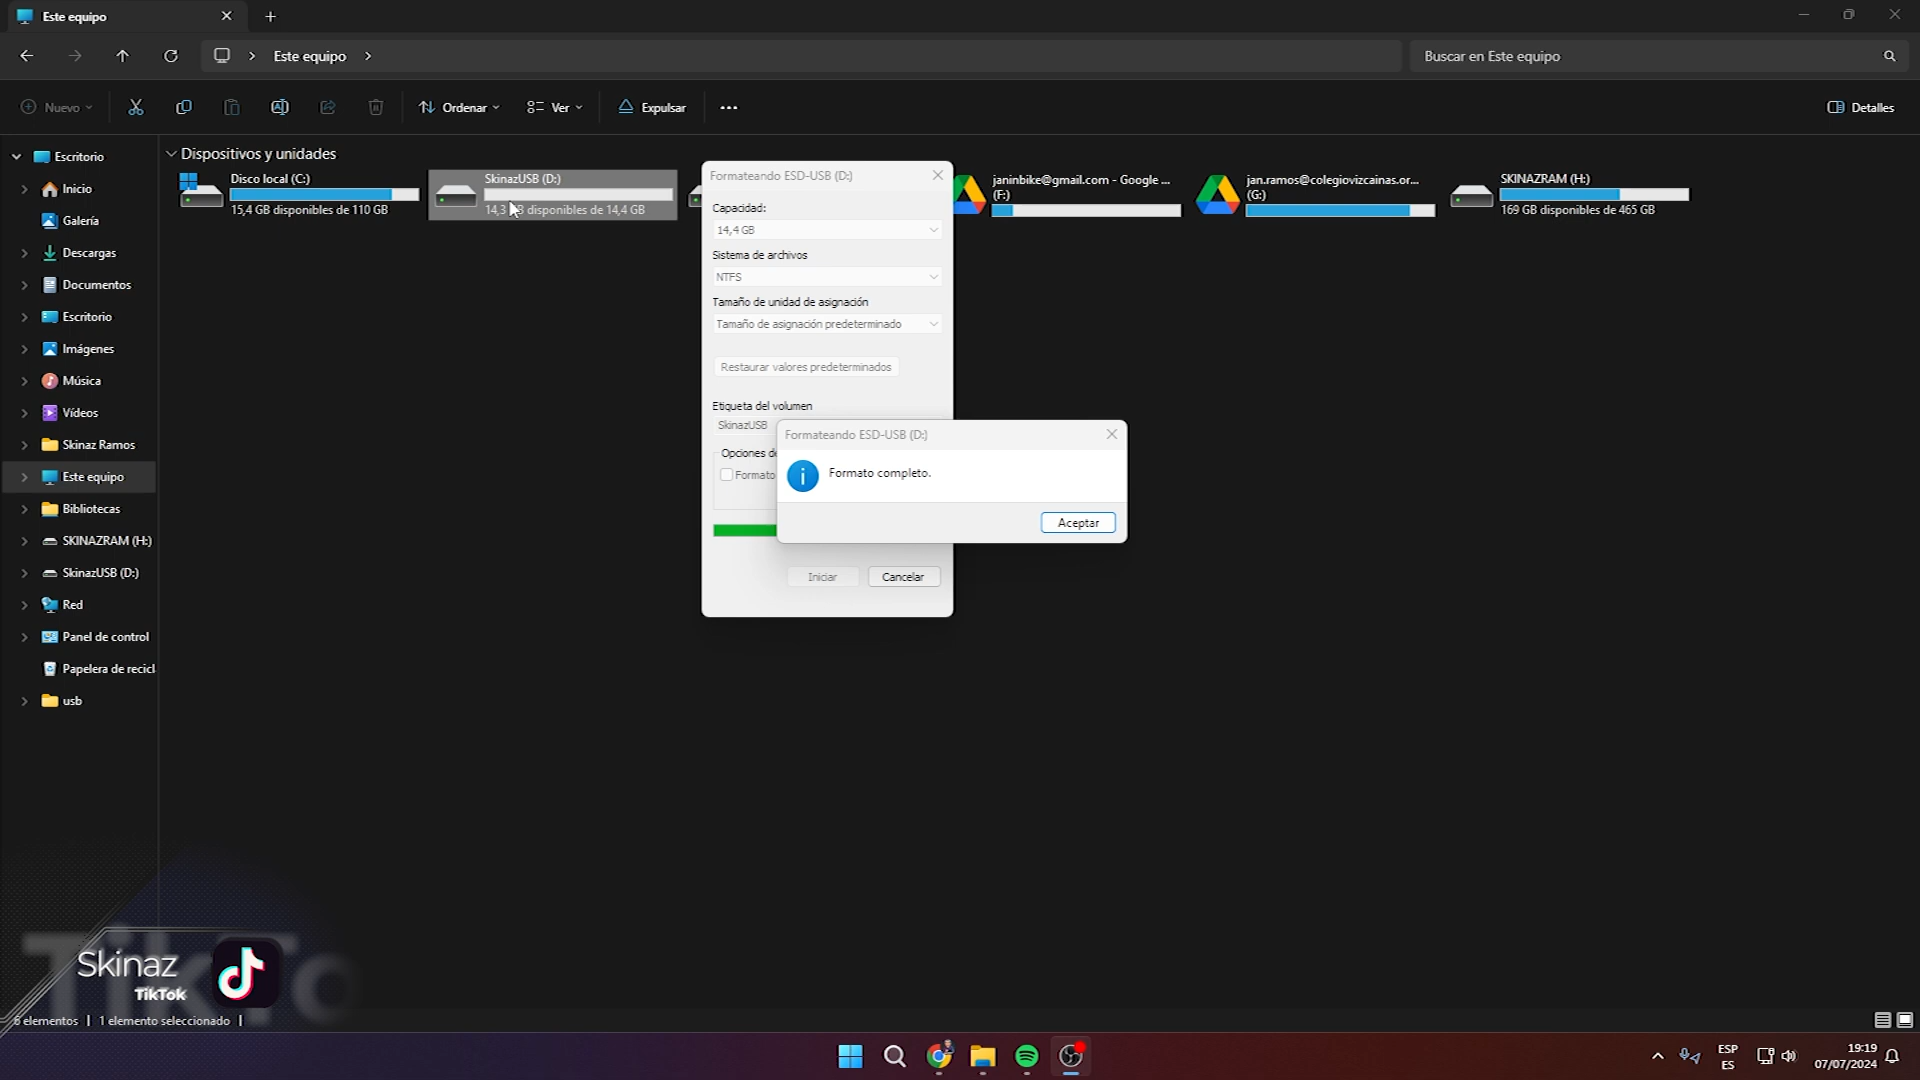 Este equipo
Este equipo
Buscar en Este equipo
Nuevo
Ordenar
Ver
Expulsar
Detalles
Escritorio
Inicio
Galería
Descargas
Documentos
Escritorio
Imágenes
Música
Vídeos
Skinaz Ramos
Este equipo
Bibliotecas
SKINAZRAM (H:)
SkinazUSB (D:)
Red
Panel de control
Papelera de recicl
usb
Dispositivos y unidades
Disco local (C:)
15,4 GB disponibles de 110 GB
SkinazUSB (D:)
14,3 GB disponibles de 14,4 GB
janinbike@gmail.com - Google ...
(F:)
jan.ramos@colegiovizcainas.or...
(G:)
SKINAZRAM (H:)
169 GB disponibles de 465 GB
Formateando ESD-USB (D:)
Capacidad:
14,4 GB
Sistema de archivos
NTFS
Tamaño de unidad de asignación
Tamaño de asignación predeterminado
Restaurar valores predeterminados
Etiqueta del volumen
SkinazUSB
Opciones de
Formato
Iniciar
Cancelar
Formateando ESD-USB (D:)
Formato completo.
Aceptar
TikTo
Skinaz
TikTok
6 elementos
1 elemento seleccionado
ESP
ES
19:19
07/07/2024